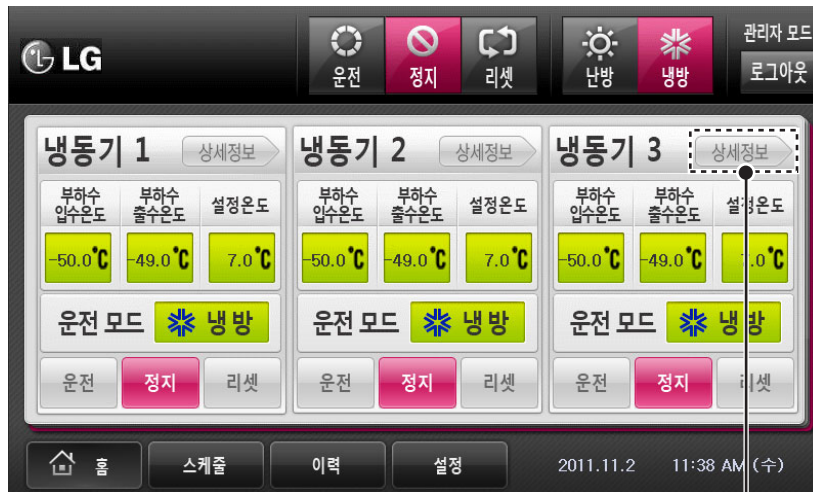 LG
운전 정지 리셋 난방 냉방
관리자 모드
로그아웃
냉동기 1 상세정보
부하수 입수온도 부하수 출수온도 설정온도
-50.0℃ -49.0℃ 7.0℃
운전 모드 냉방
운전 정지 리셋
냉동기 2 상세정보
부하수 입수온도 부하수 출수온도 설정온도
-50.0℃ -49.0℃ 7.0℃
운전 모드 냉방
운전 정지 리셋
냉동기 3 상세정보
부하수 입수온도 부하수 출수온도 설정온도
-50.0℃ -49.0℃ 7.0℃
운전 모드 냉방
운전 정지 리셋
홈 스케줄 이력 설정 2011.11.2 11:38 AM (수)